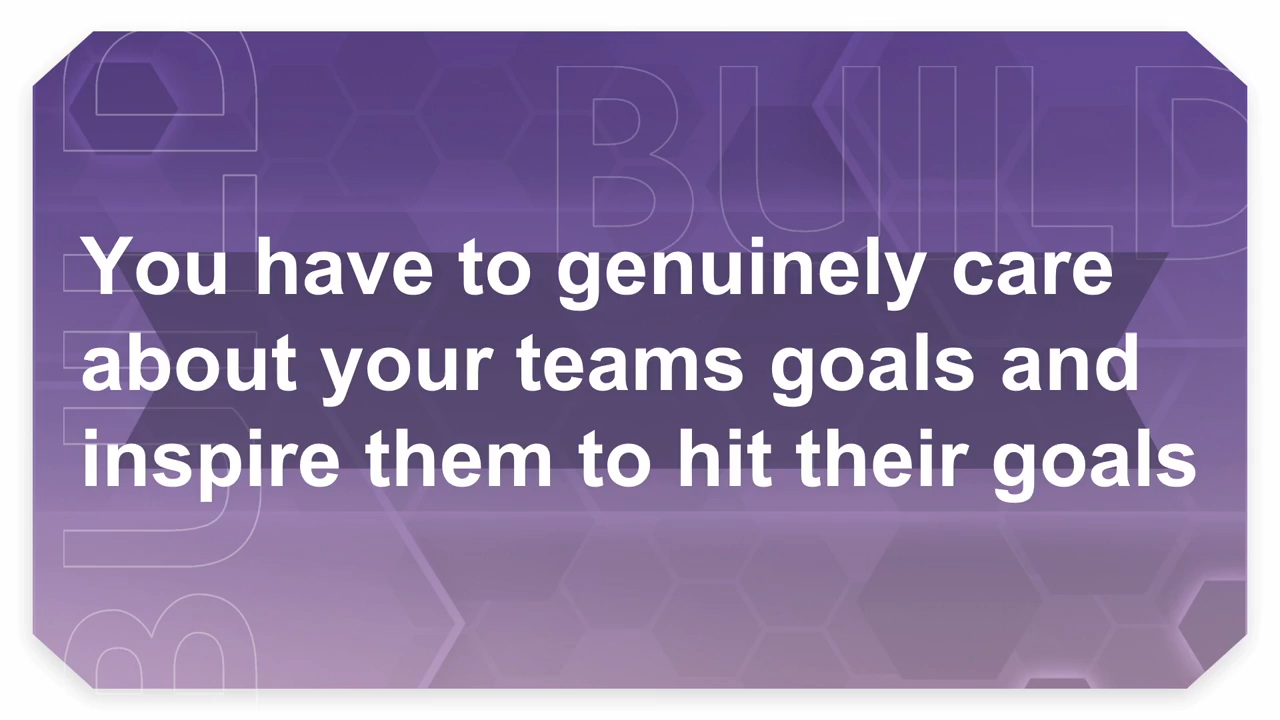 BUILD
BUILD
You have to genuinely care
about your teams goals and
inspire them to hit their goals